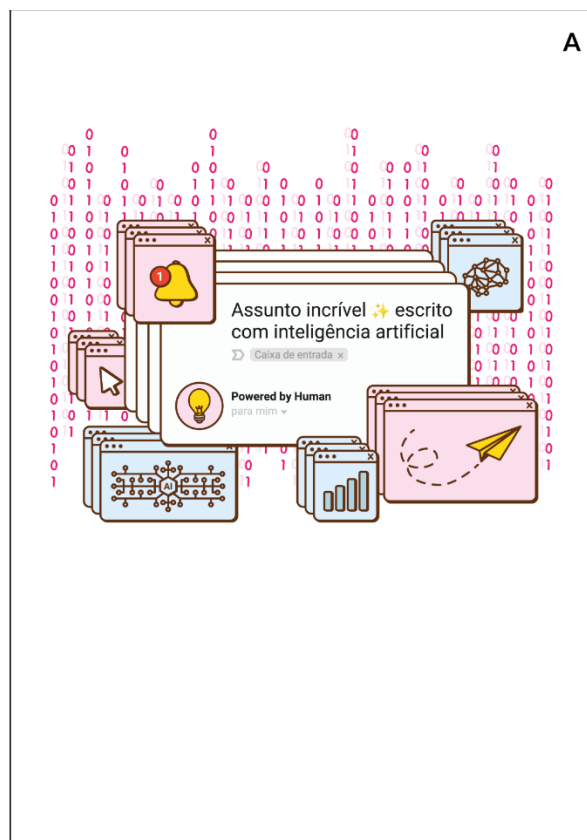 A
1
Assunto incrível ✨ escrito
com inteligência artificial
Caixa de entrada x
Powered by Human
para mim
AI